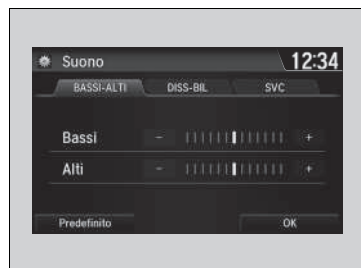 Suono 12:34
BASSI-ALTI DISS-BIL SVC
Bassi - +
Alti - +
Predefinito OK